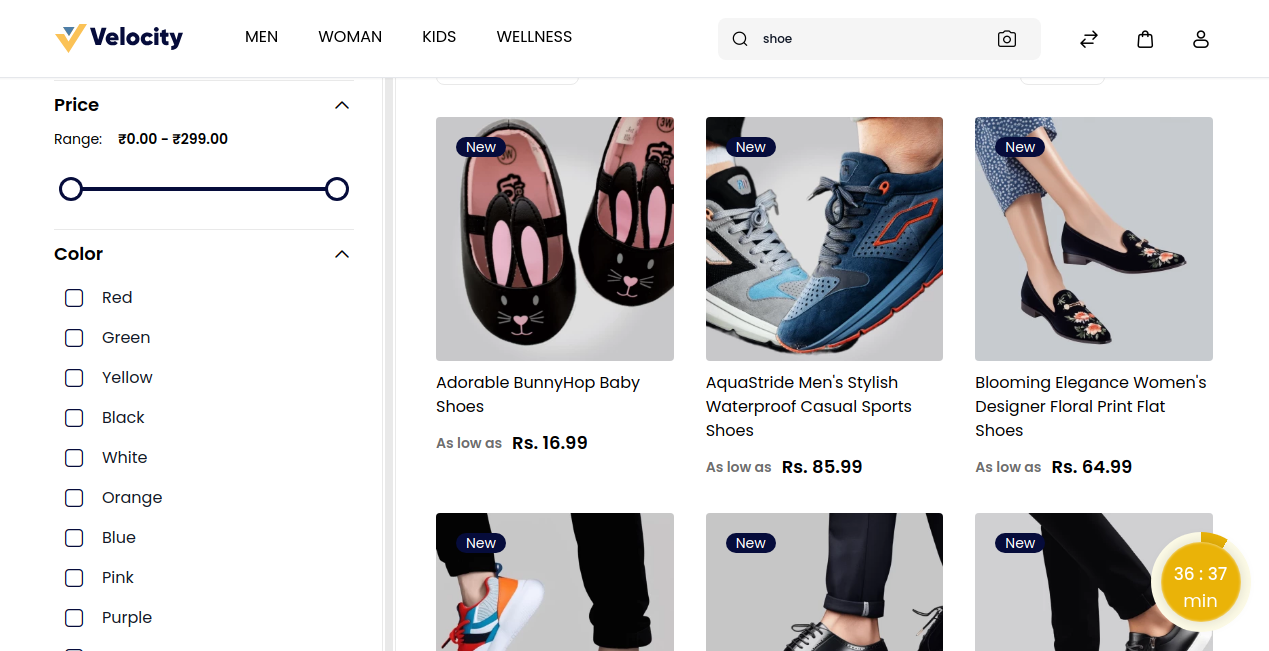 Velocity
MEN
WOMAN
KIDS
WELLNESS
shoe
Price
Range: ₹0.00 - ₹299.00
Color
Red
Green
Yellow
Black
White
Orange
Blue
Pink
Purple
New
3W
3W
Adorable BunnyHop Baby
Shoes
As low as Rs. 16.99
New
AquaStride Men's Stylish
Waterproof Casual Sports
Shoes
As low as Rs. 85.99
New
Blooming Elegance Women's
Designer Floral Print Flat
Shoes
As low as Rs. 64.99
New
New
New
36 : 37
min